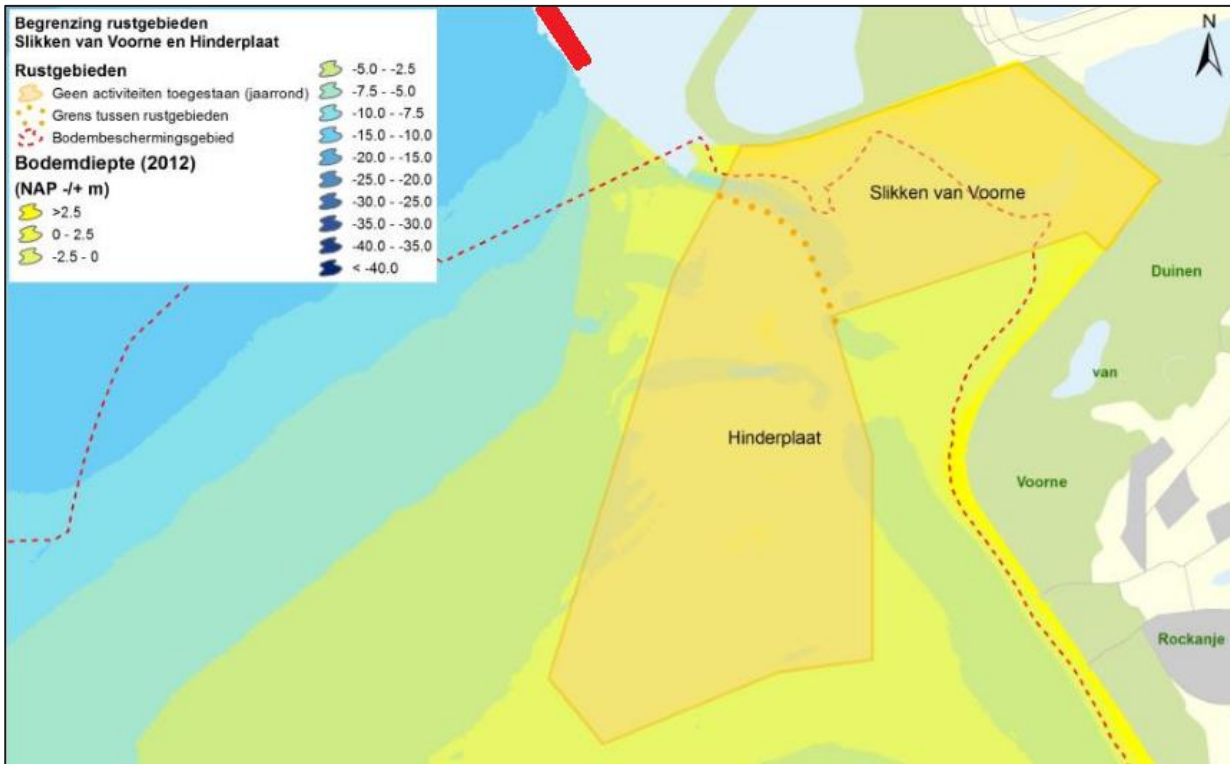 Begrenzing rustgebieden
Slikken van Voorne en Hinderplaat
Rustgebieden
Geen activiteiten toegestaan (jaarrond)
Grens tussen rustgebieden
Bodembeschermingsgebied
Bodemdiepte (2012)
(NAP -/+ m)
>2.5
0 - 2.5
-2.5 - 0
-5.0 - -2.5
-7.5 - -5.0
-10.0 - -7.5
-15.0 - -10.0
-20.0 - -15.0
-25.0 - -20.0
-30.0 - -25.0
-35.0 - -30.0
-40.0 - -35.0
< -40.0
N
Slikken van Voorne
Duinen
van
Hinderplaat
Voorne
Rockanje